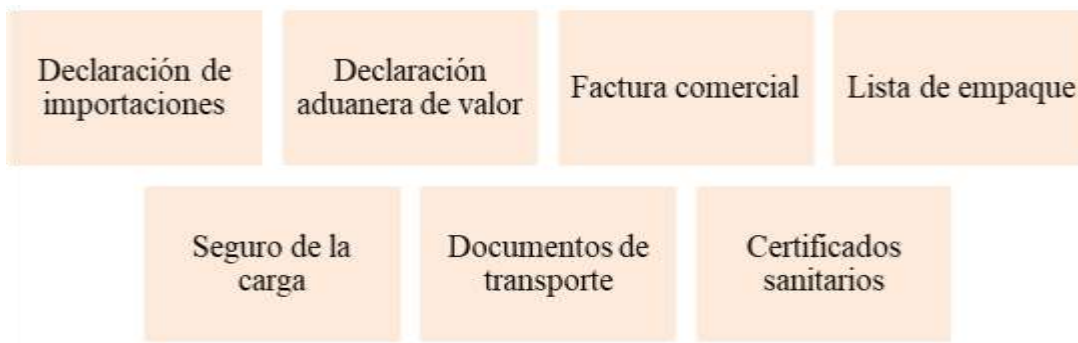 Declaración de
importaciones
Declaración
aduanera de valor
Factura comercial
Lista de empaque
Seguro de la
carga
Documentos de
transporte
Certificados
sanitarios